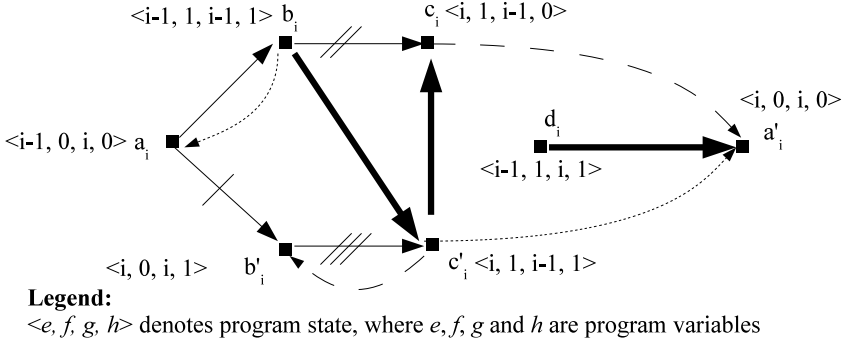 <i-1, 1, i-1, 1> b_i
c_i <i, 1, i-1, 0>
<i, 0, i, 0>
a'_i
d_i
<i-1, 0, i, 0> a_i
<i-1, 1, i, 1>
<i, 0, i, 1> b'_i
c'_i <i, 1, i-1, 1>
Legend:
<e, f, g, h> denotes program state, where e, f, g and h are program variables